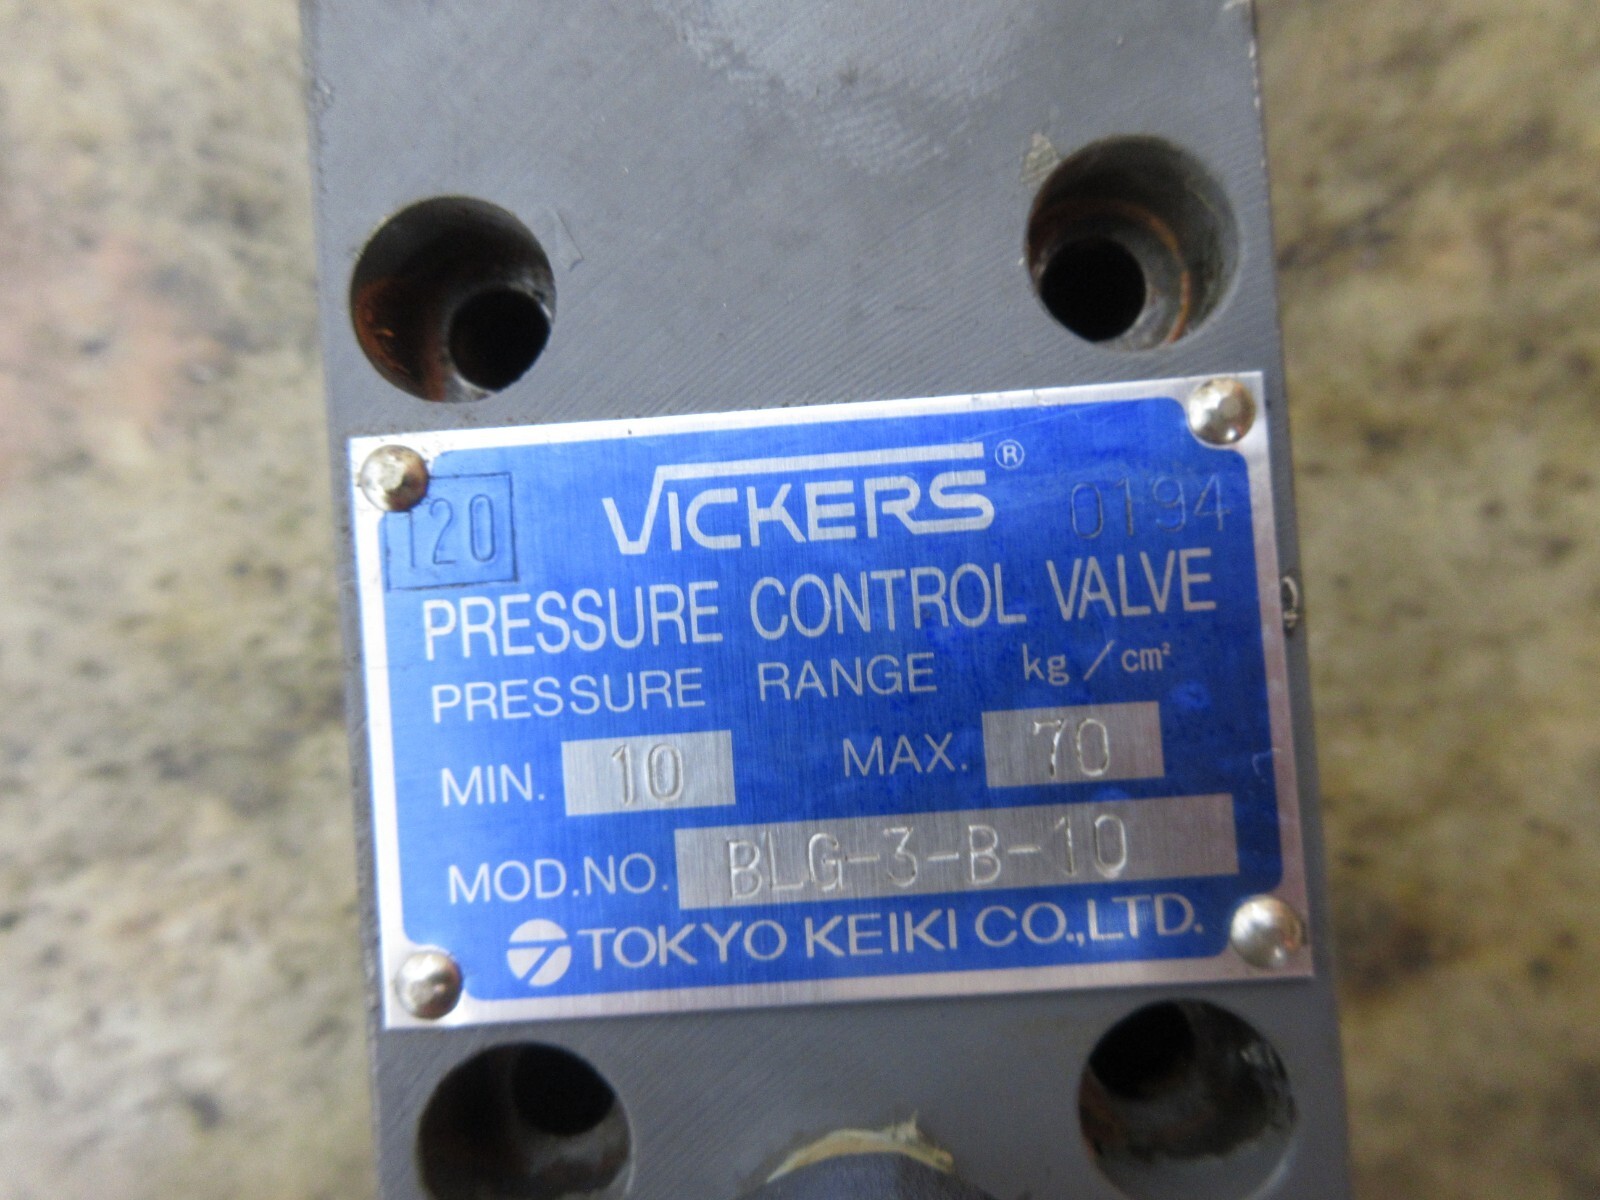 VICKERS®
120 0194
PRESSURE CONTROL VALVE
PRESSURE RANGE kg/cm²
MIN. 10 MAX. 70
MOD.NO. BLG-3-B-10
TOKYO KEIKI CO.,LTD.